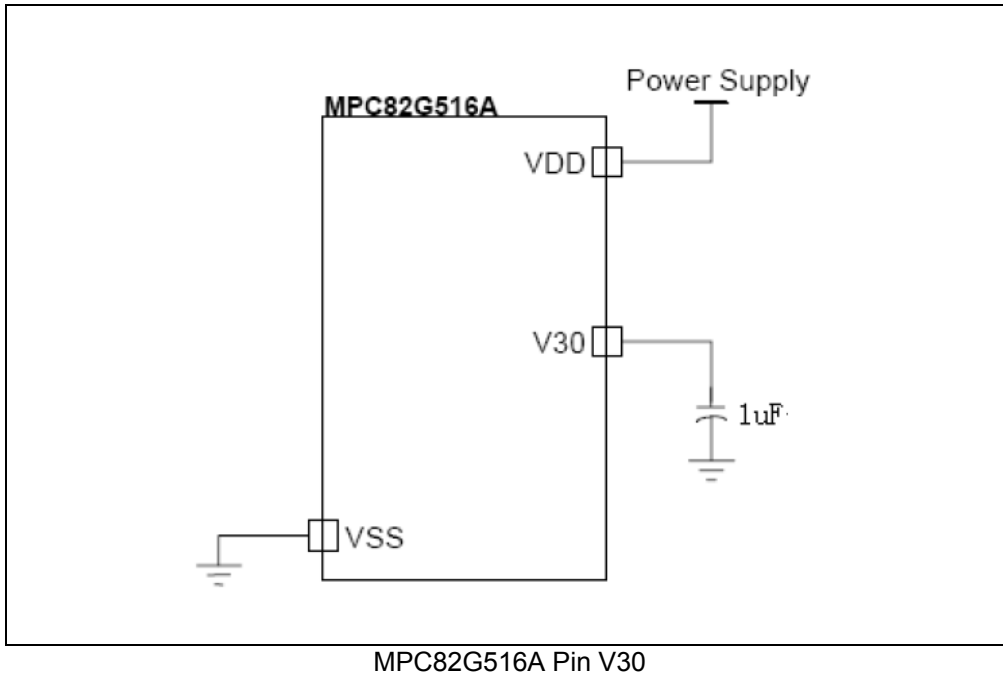 Power Supply
MPC82G516A
VDD
V30
1uF
VSS
MPC82G516A Pin V30